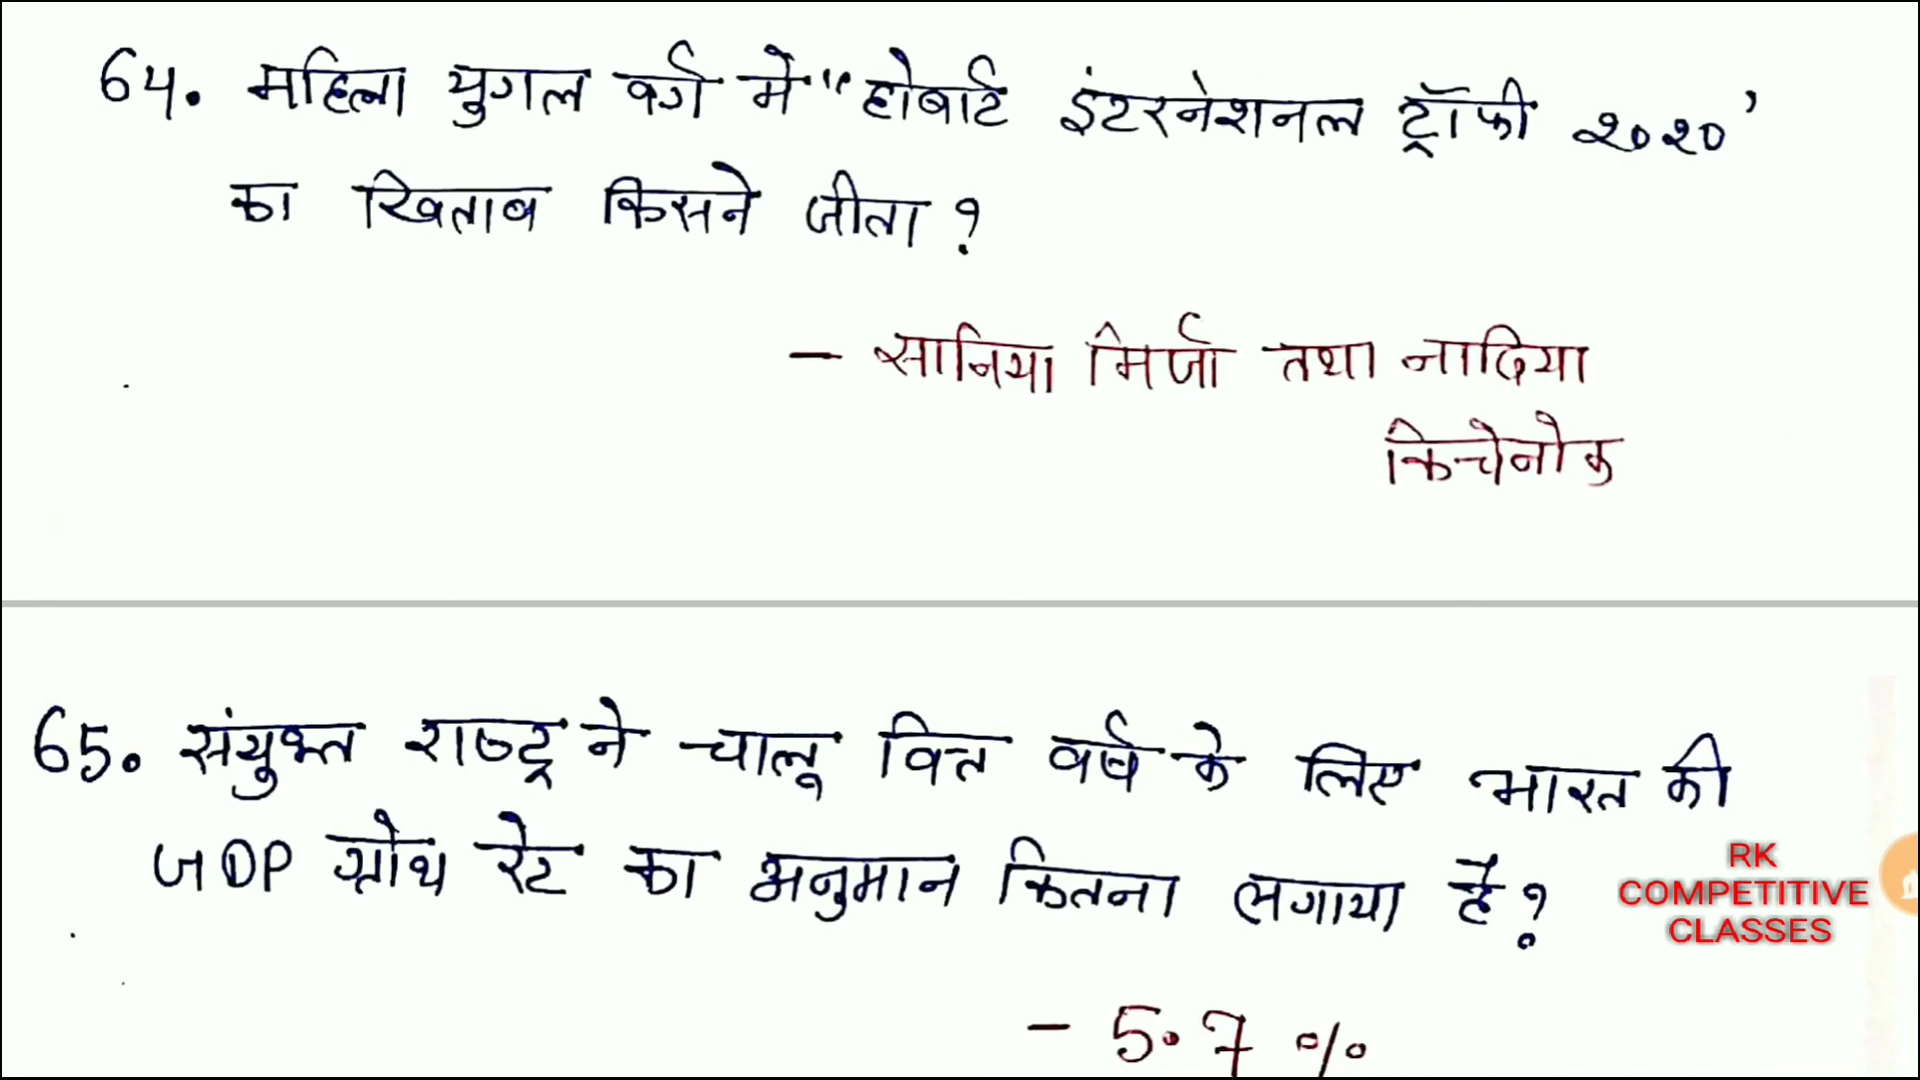 64. महिला युगल वर्ग में "होबार्ट इंटरनेशनल ट्रॉफी २०२०'
का खिताब किसने जीता ?
- सानिया मिर्जा तथा नादिया
किचेनोक
65. संयुक्त राष्ट्र ने चालू वित्त वर्ष के लिए भारत की
GDP ग्रोथ रेट का अनुमान कितना लगाया है ?
RK
COMPETITIVE
CLASSES
- 5.7 %